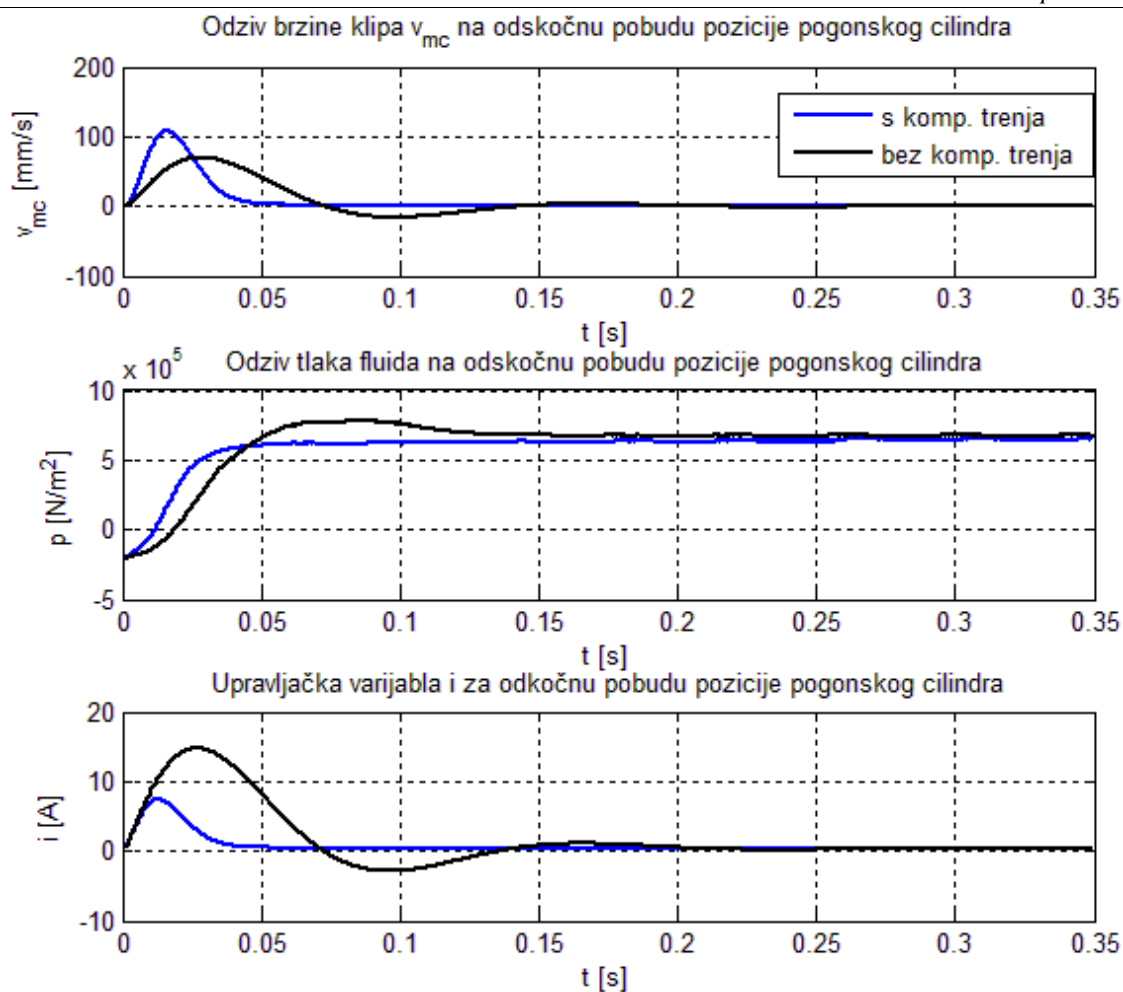 Odziv brzine klipa v_mc na odskočnu pobudu pozicije pogonskog cilindra
200
100
0
-100
v_mc [mm/s]
s komp. trenja
bez komp. trenja
0 0.05 0.1 0.15 0.2 0.25 0.3 0.35
t [s]
x 10^5
Odziv tlaka fluida na odskočnu pobudu pozicije pogonskog cilindra
10
5
0
-5
p [N/m^2]
0 0.05 0.1 0.15 0.2 0.25 0.3 0.35
t [s]
Upravljačka varijabla i za odkočnu pobudu pozicije pogonskog cilindra
20
10
0
-10
i [A]
0 0.05 0.1 0.15 0.2 0.25 0.3 0.35
t [s]